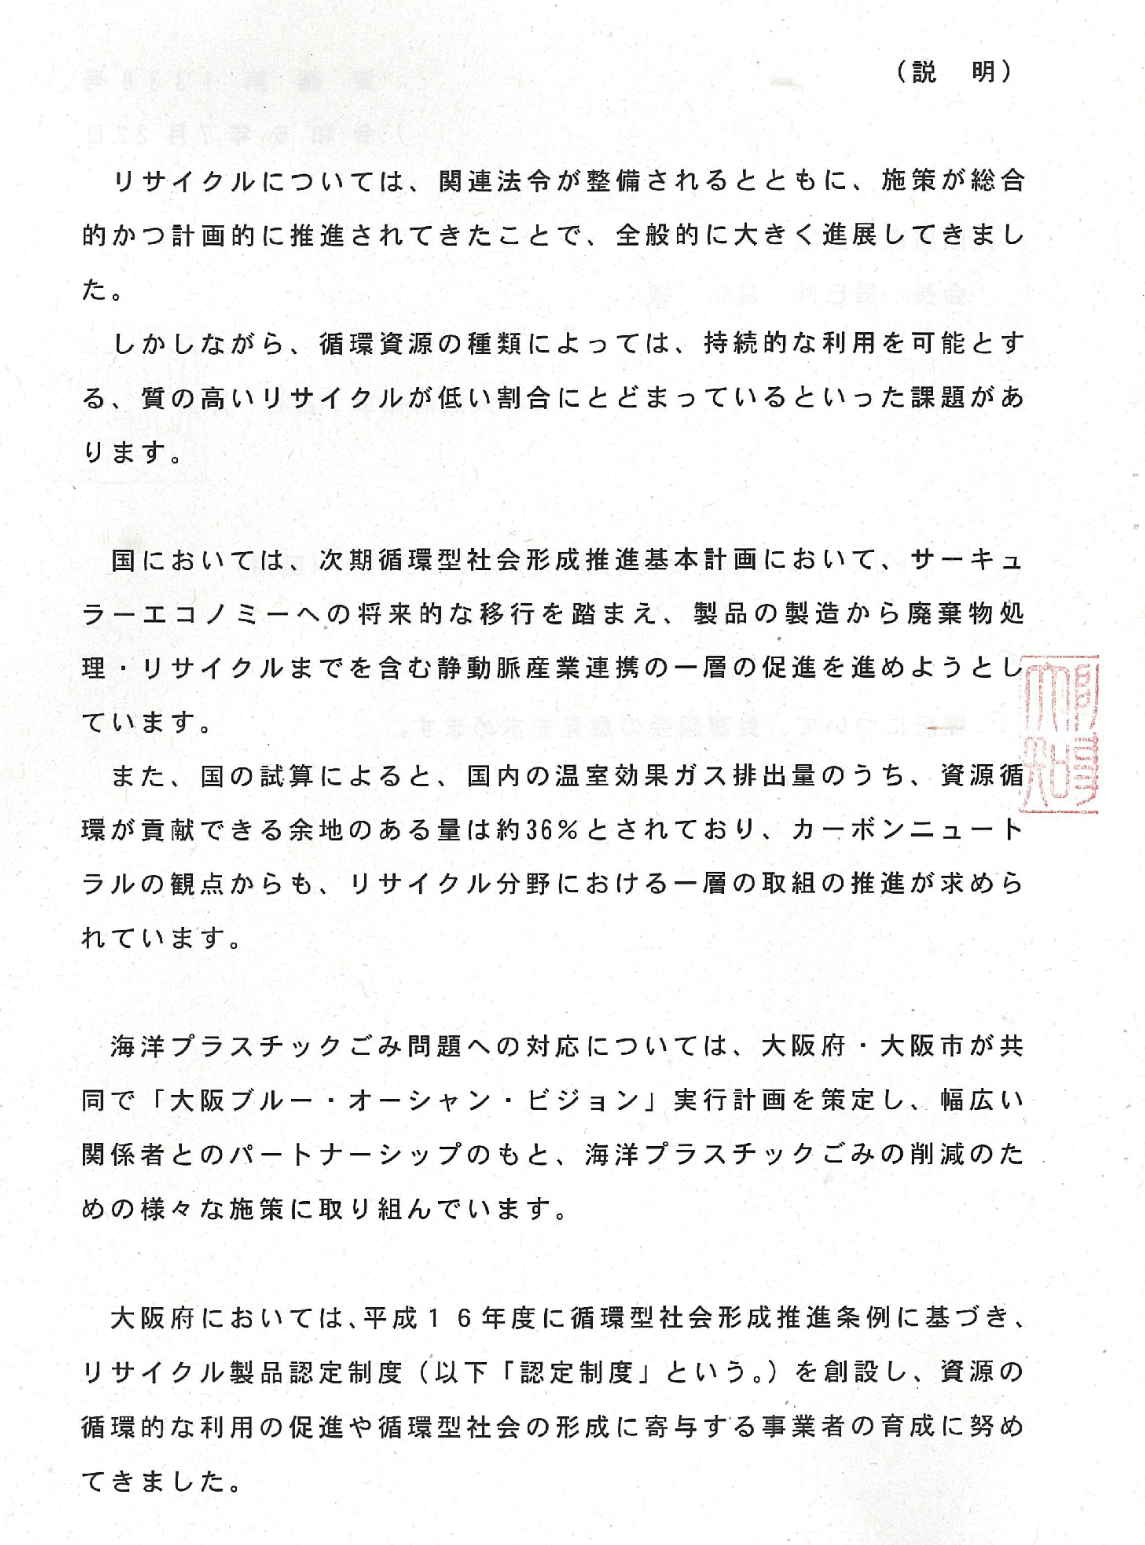 （説　明）
リサイクルについては、関連法令が整備されるとともに、施策が総合
的かつ計画的に推進されてきたことで、全般的に大きく進展してきまし
た。
しかしながら、循環資源の種類によっては、持続的な利用を可能とす
る、質の高いリサイクルが低い割合にとどまっているといった課題があ
ります。
国においては、次期循環型社会形成推進基本計画において、サーキュ
ラーエコノミーへの将来的な移行を踏まえ、製品の製造から廃棄物処
理・リサイクルまでを含む静動脈産業連携の一層の促進を進めようとし
ています。
また、国の試算によると、国内の温室効果ガス排出量のうち、資源循
環が貢献できる余地のある量は約36％とされており、カーボンニュート
ラルの観点からも、リサイクル分野における一層の取組の推進が求めら
れています。
海洋プラスチックごみ問題への対応については、大阪府・大阪市が共
同で「大阪ブルー・オーシャン・ビジョン」実行計画を策定し、幅広い
関係者とのパートナーシップのもと、海洋プラスチックごみの削減のた
めの様々な施策に取り組んでいます。
大阪府においては、平成１６年度に循環型社会形成推進条例に基づき、
リサイクル製品認定制度（以下「認定制度」という。）を創設し、資源の
循環的な利用の促進や循環型社会の形成に寄与する事業者の育成に努め
てきました。